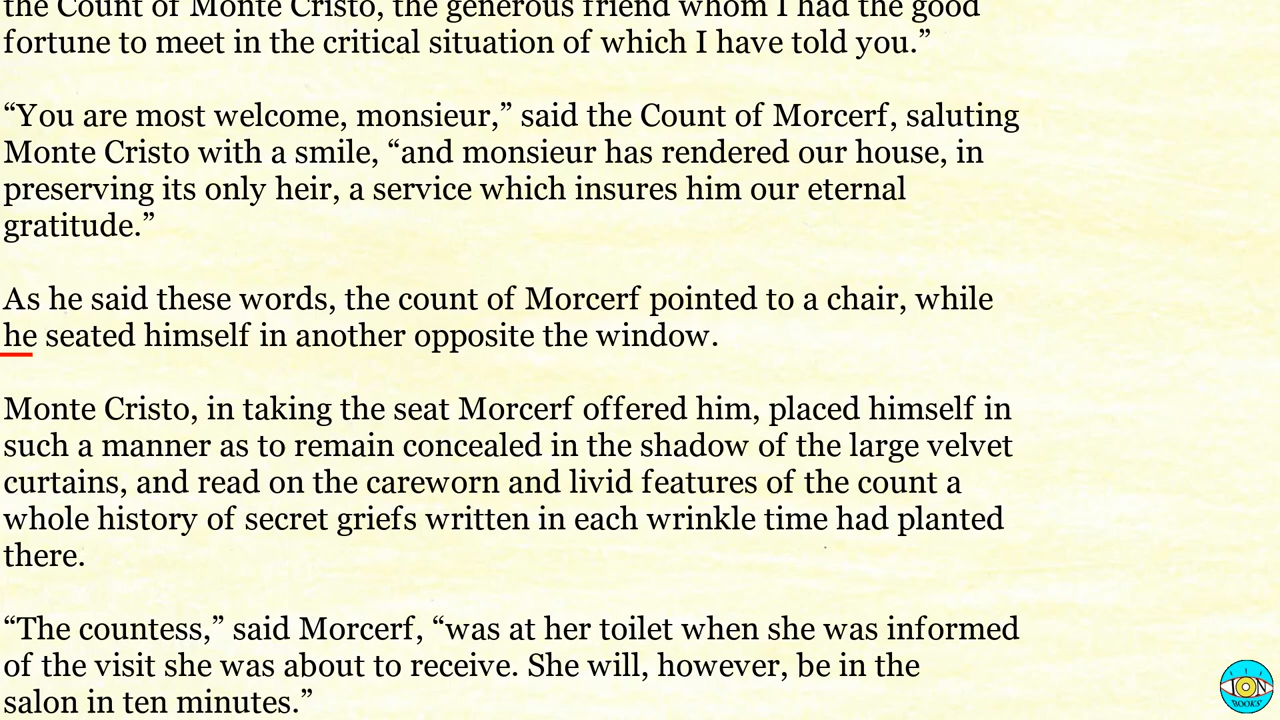 the Count of Monte Cristo, the generous friend whom I had the good
fortune to meet in the critical situation of which I have told you.”
“You are most welcome, monsieur,” said the Count of Morcerf, saluting
Monte Cristo with a smile, “and monsieur has rendered our house, in
preserving its only heir, a service which insures him our eternal
gratitude.”
As he said these words, the count of Morcerf pointed to a chair, while
he seated himself in another opposite the window.
Monte Cristo, in taking the seat Morcerf offered him, placed himself in
such a manner as to remain concealed in the shadow of the large velvet
curtains, and read on the careworn and livid features of the count a
whole history of secret griefs written in each wrinkle time had planted
there.
“The countess,” said Morcerf, “was at her toilet when she was informed
of the visit she was about to receive. She will, however, be in the
salon in ten minutes.”
ION
BOOKS